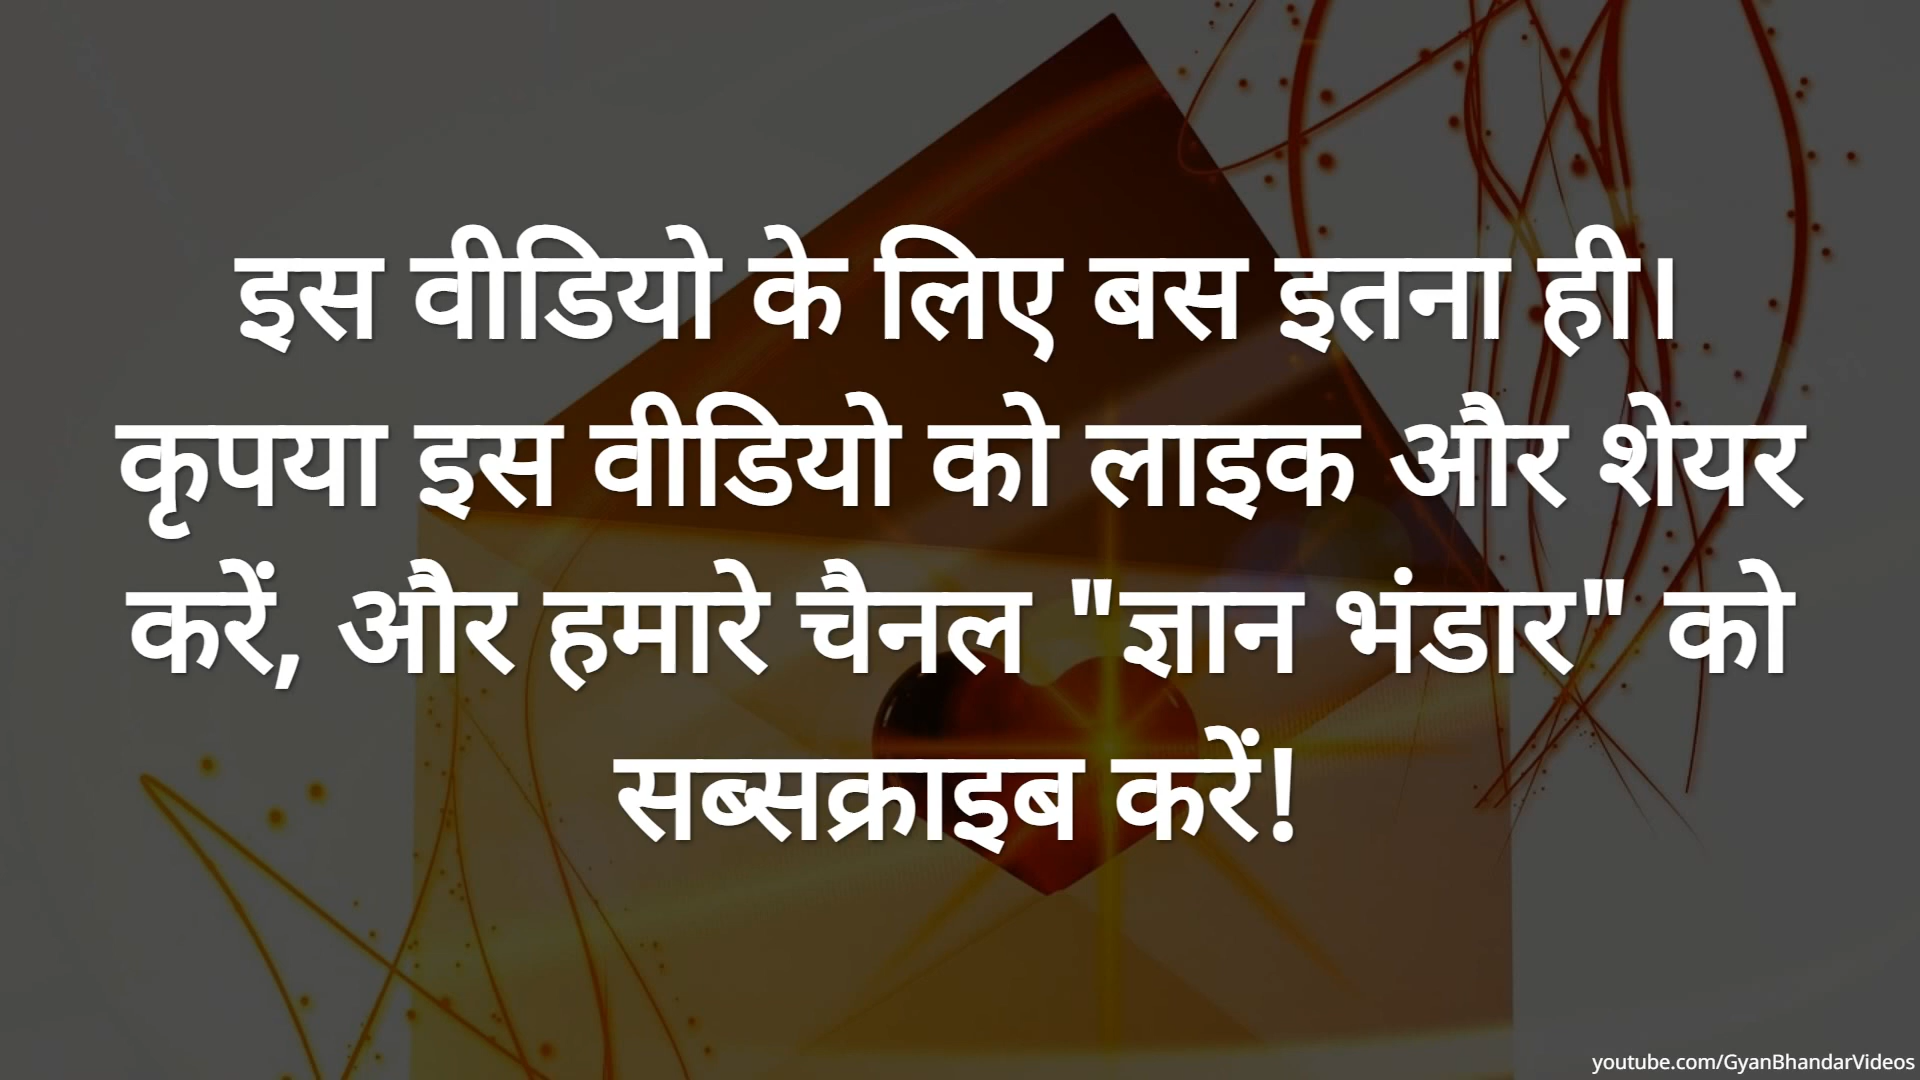 इस वीडियो के लिए बस इतना ही।
कृपया इस वीडियो को लाइक और शेयर
करें, और हमारे चैनल "ज्ञान भंडार" को
सब्सक्राइब करें!
youtube.com/GyanBhandarVideos